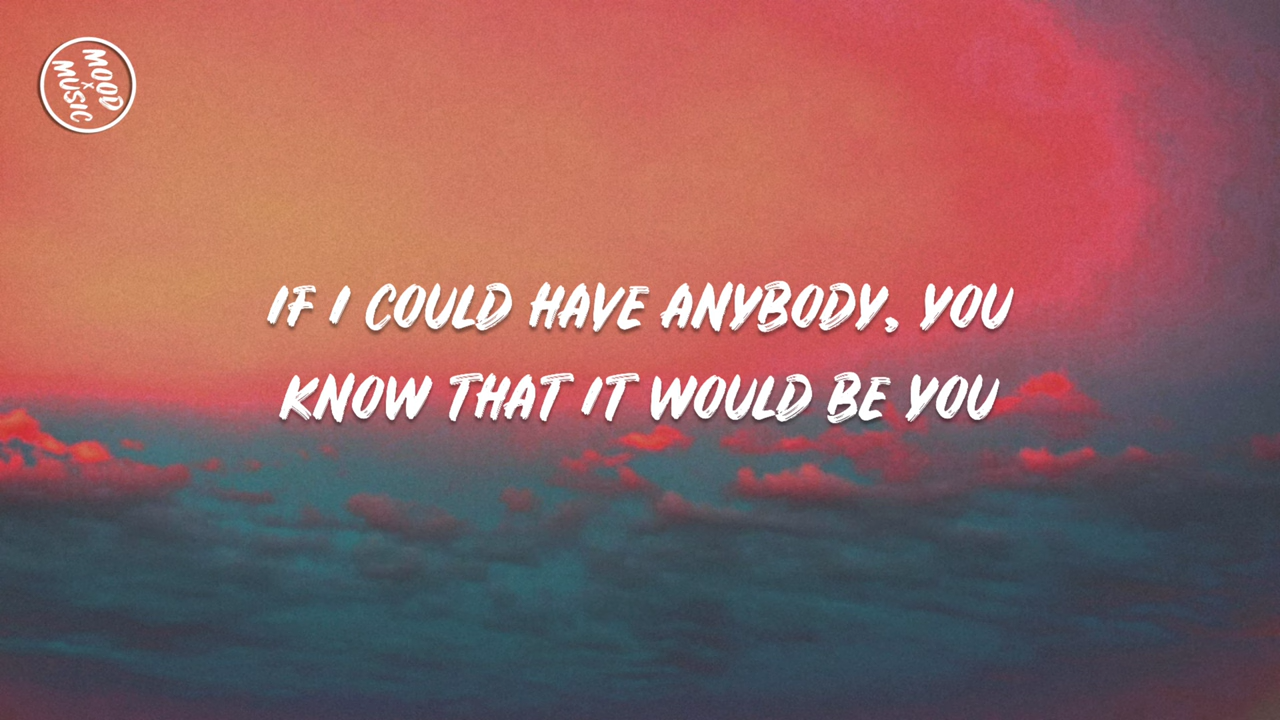 MOOD
X
MUSIC
IF I COULD HAVE ANYBODY, YOU
KNOW THAT IT WOULD BE YOU